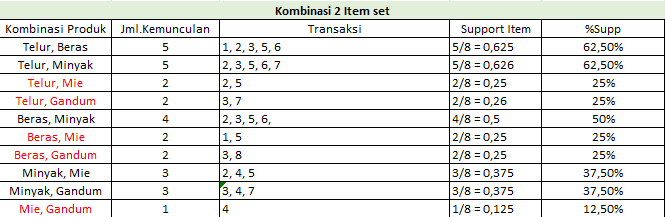 Kombinasi 2 Item set
Kombinasi Produk Jml.Kemunculan Transaksi Support Item %Supp
Telur, Beras 5 1, 2, 3, 5, 6 5/8 = 0,625 62,50%
Telur, Minyak 5 2, 3, 5, 6, 7 5/8 = 0,626 62,50%
Telur, Mie 2 2, 5 2/8 = 0,25 25%
Telur, Gandum 2 3, 7 2/8 = 0,26 25%
Beras, Minyak 4 2, 3, 5, 6, 4/8 = 0,5 50%
Beras, Mie 2 1, 5 2/8 = 0,25 25%
Beras, Gandum 2 3, 8 2/8 = 0,25 25%
Minyak, Mie 3 2, 4, 5 3/8 = 0,375 37,50%
Minyak, Gandum 3 3, 4, 7 3/8 = 0,375 37,50%
Mie, Gandum 1 4 1/8 = 0,125 12,50%